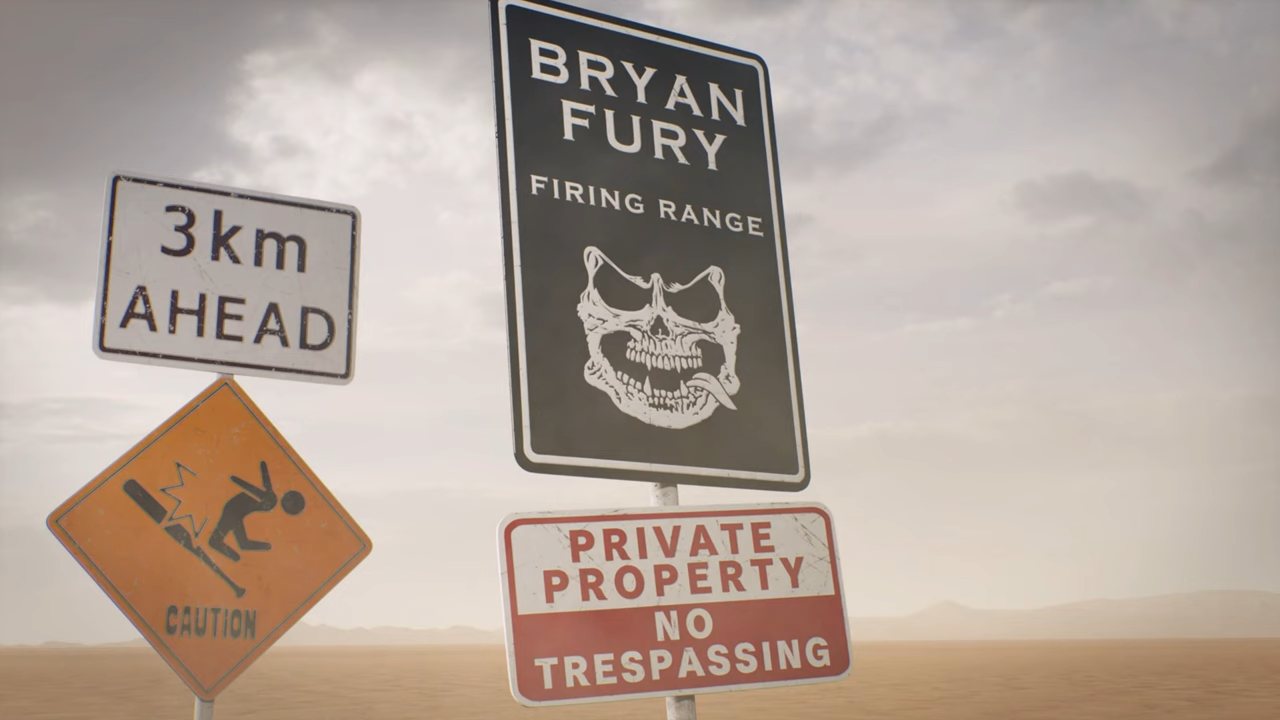 3km
AHEAD
CAUTION
BRYAN
FURY
FIRING RANGE
PRIVATE
PROPERTY
NO
TRESPASSING